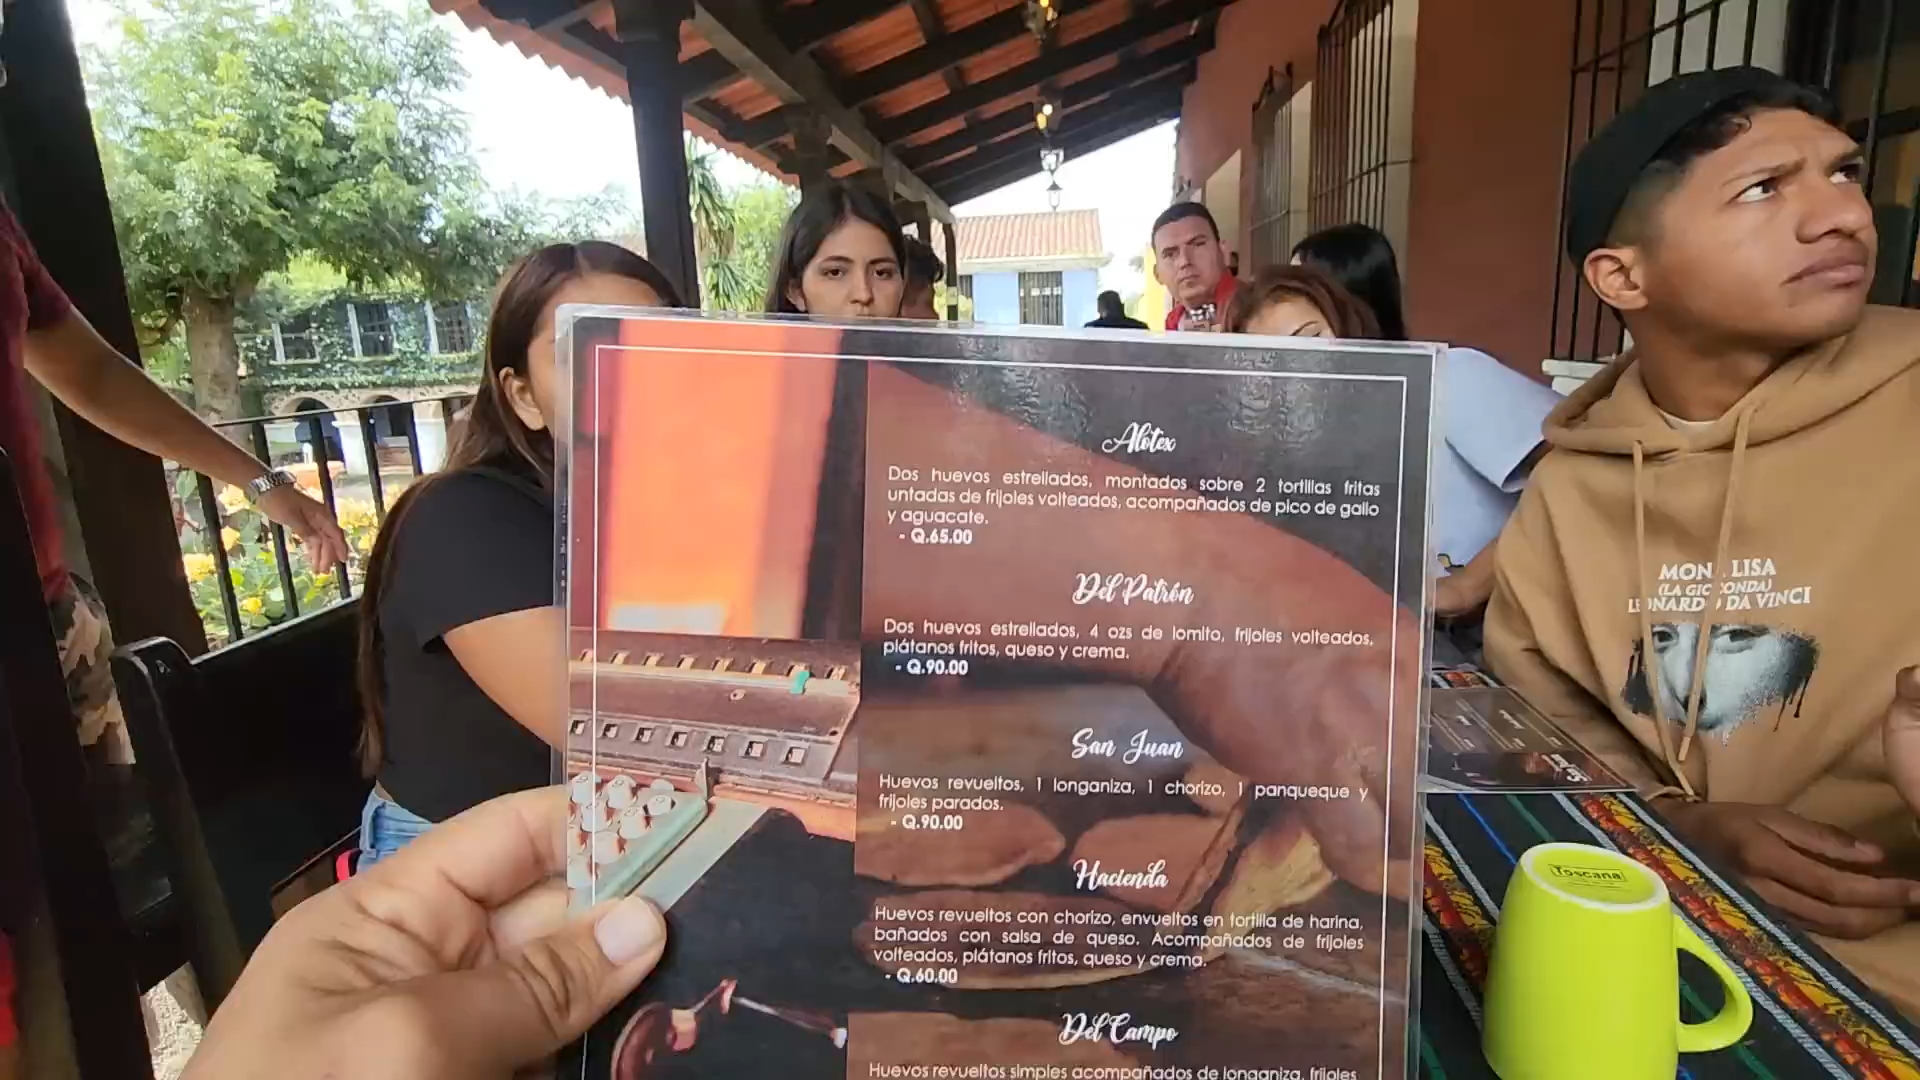 Alotex
Dos huevos estrellados, montados sobre 2 tortillas fritas
untadas de frijoles volteados, acompañados de pico de gallo
y aguacate.
- Q.65.00
Del Patrón
Dos huevos estrellados, 4 ozs de lomito, frijoles volteados,
plátanos fritos, queso y crema.
- Q.90.00
San Juan
Huevos revueltos, 1 longaniza, 1 chorizo, 1 panqueque y
frijoles parados.
- Q.90.00
Hacienda
Huevos revueltos con chorizo, envueltos en tortilla de harina,
bañados con salsa de queso. Acompañados de frijoles
volteados, plátanos fritos, queso y crema.
- Q.60.00
Del Campo
Huevos revueltos simples acompañados de longaniza, frijoles
MONA LISA
(LA GIOCONDA)
LEONARDO DA VINCI
Toscana